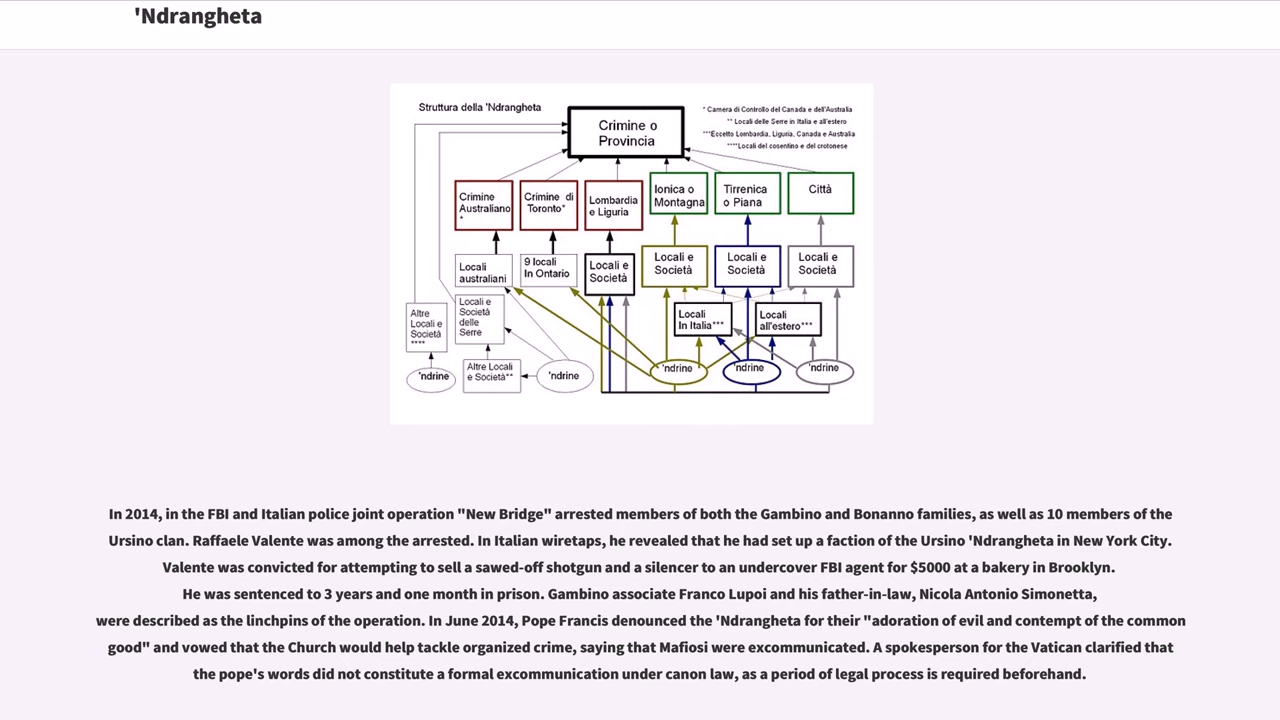 'Ndrangheta
Struttura della 'Ndrangheta
Crimine o
Provincia
* Camera di Controllo del Canada e dell'Australia
** Locali delle Serre in Italia e all'estero
***Eccetto Lombardia, Liguria, Canada e Australia
****Locali del cosentino e del crotonese
Crimine
Australiano
*
Crimine di
Toronto*
Lombardia
e Liguria
Ionica o
Montagna
Tirrenica
o Piana
Città
Locali
australiani
9 locali
In Ontario
Locali e
Società
Locali e
Società
Locali e
Società
Locali e
Società
Altre
Locali e
Società
****
Locali e
Società
delle
Serre
Locali
In Italia***
Locali
all'estero***
'ndrine
Altre Locali
e Società**
'ndrine
'ndrine
'ndrine
'ndrine
In 2014, in the FBI and Italian police joint operation "New Bridge" arrested members of both the Gambino and Bonanno families, as well as 10 members of the
Ursino clan. Raffaele Valente was among the arrested. In Italian wiretaps, he revealed that he had set up a faction of the Ursino 'Ndrangheta in New York City.
Valente was convicted for attempting to sell a sawed-off shotgun and a silencer to an undercover FBI agent for $5000 at a bakery in Brooklyn.
He was sentenced to 3 years and one month in prison. Gambino associate Franco Lupoi and his father-in-law, Nicola Antonio Simonetta,
were described as the linchpins of the operation. In June 2014, Pope Francis denounced the 'Ndrangheta for their "adoration of evil and contempt of the common
good" and vowed that the Church would help tackle organized crime, saying that Mafiosi were excommunicated. A spokesperson for the Vatican clarified that
the pope's words did not constitute a formal excommunication under canon law, as a period of legal process is required beforehand.